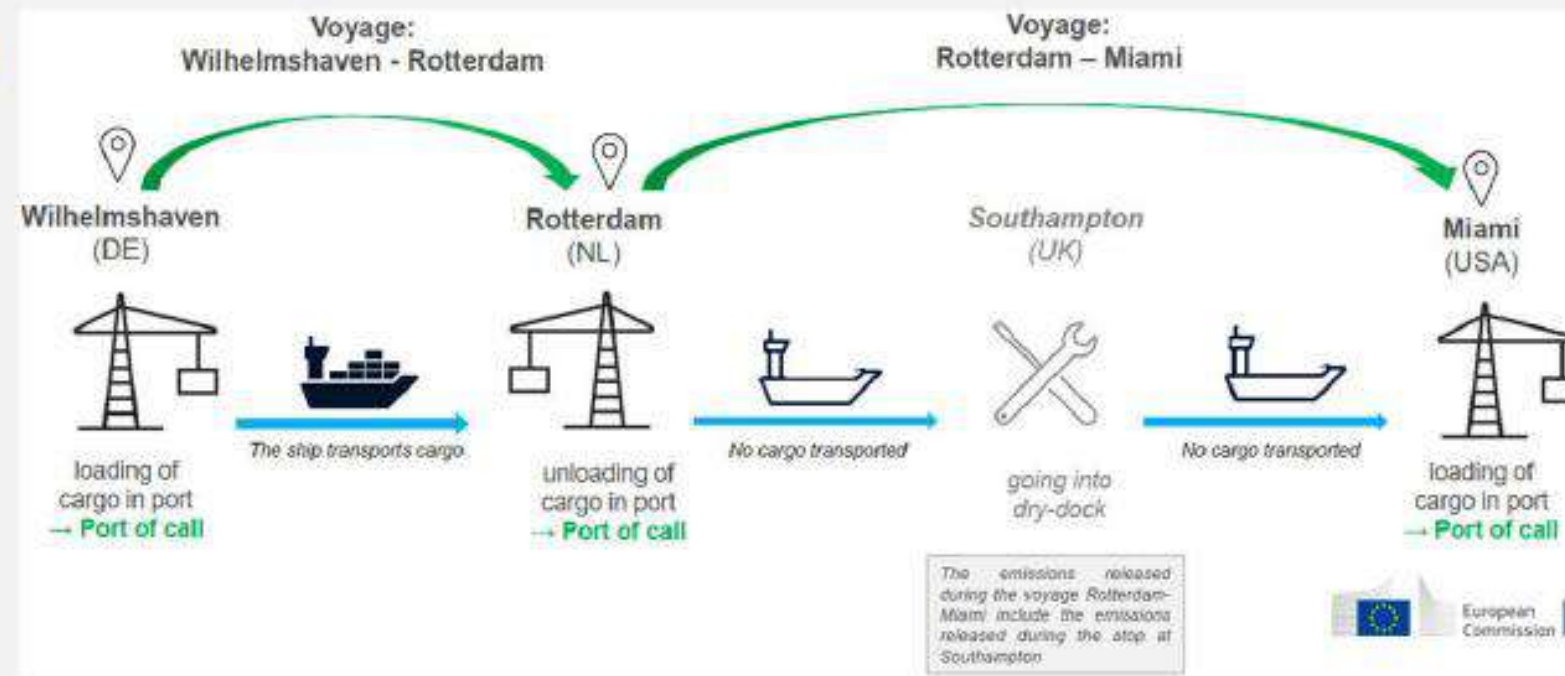 Voyage:
Wilhelmshaven - Rotterdam
Voyage:
Rotterdam – Miami
Wilhelmshaven
(DE)
Rotterdam
(NL)
Southampton
(UK)
Miami
(USA)
The ship transports cargo
No cargo transported
No cargo transported
loading of
cargo in port
→ Port of call
unloading of
cargo in port
→ Port of call
going into
dry-dock
loading of
cargo in port
→ Port of call
The emissions released
during the voyage Rotterdam-
Miami include the emissions
released during the stop at
Southampton
European
Commission